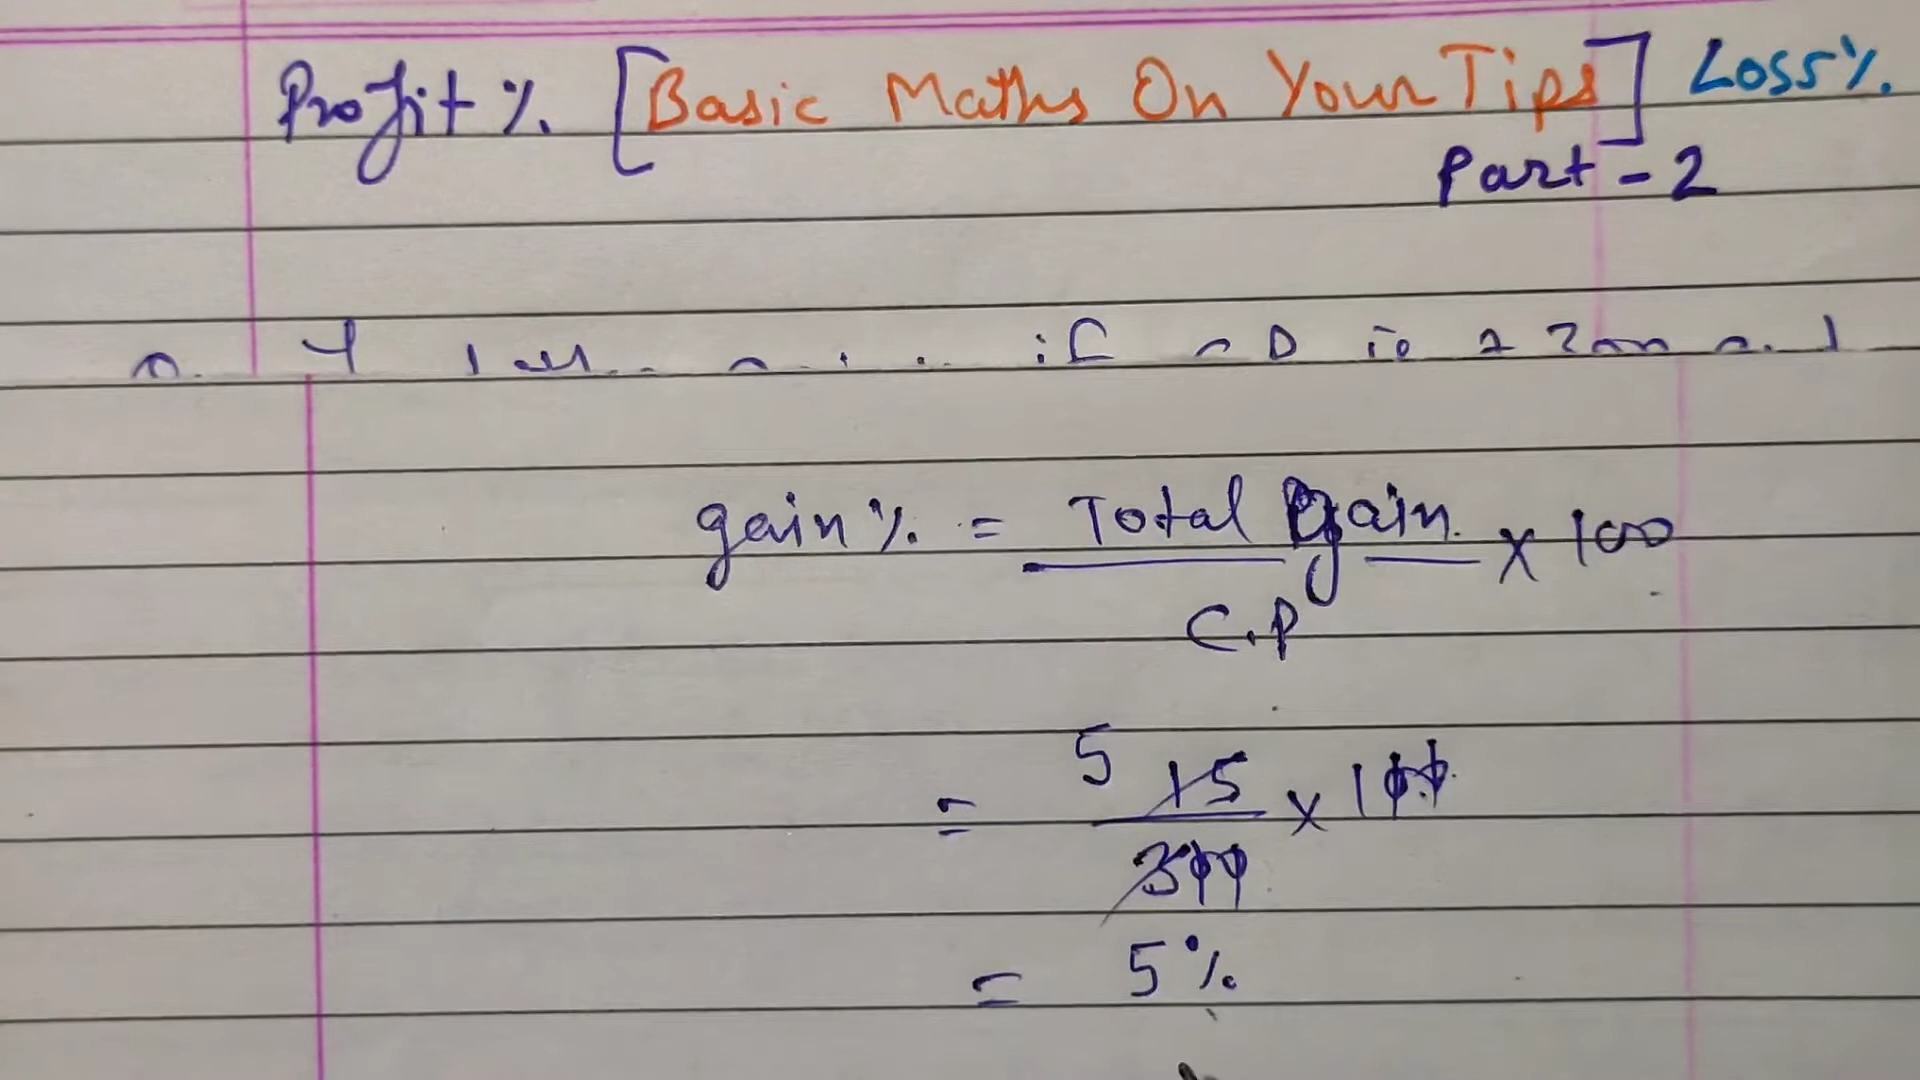 Profit %. [Basic Maths On Your Tips] Loss %.
Part - 2
gain %. = Total gain × 100
C.P
5 15 × 100
=
300
= 5 %.